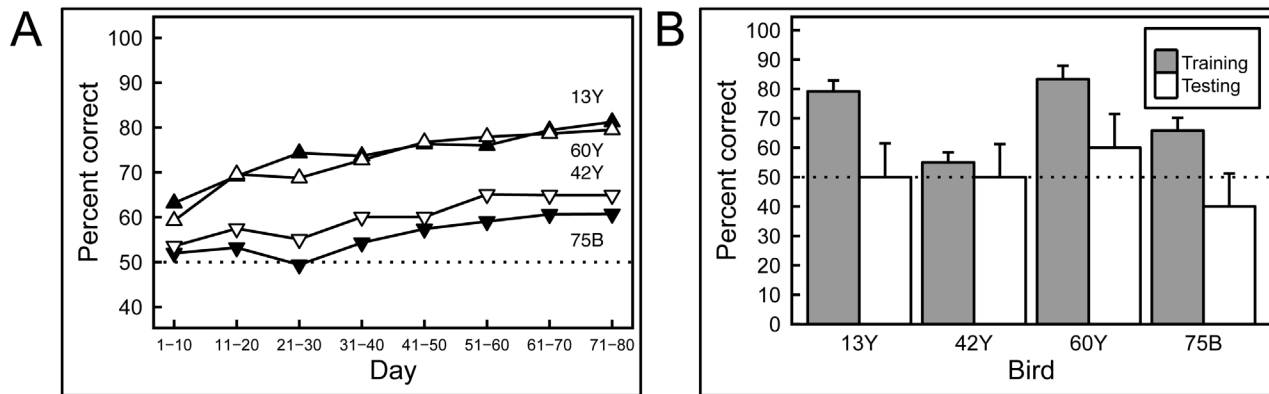 A
Percent correct
100
90
80
70
60
50
40
13Y
60Y
42Y
75B
1–10 11–20 21–30 31–40 41–50 51–60 61–70 71–80
Day
B
Percent correct
100
90
80
70
60
50
40
30
20
10
0
Training
Testing
13Y 42Y 60Y 75B
Bird